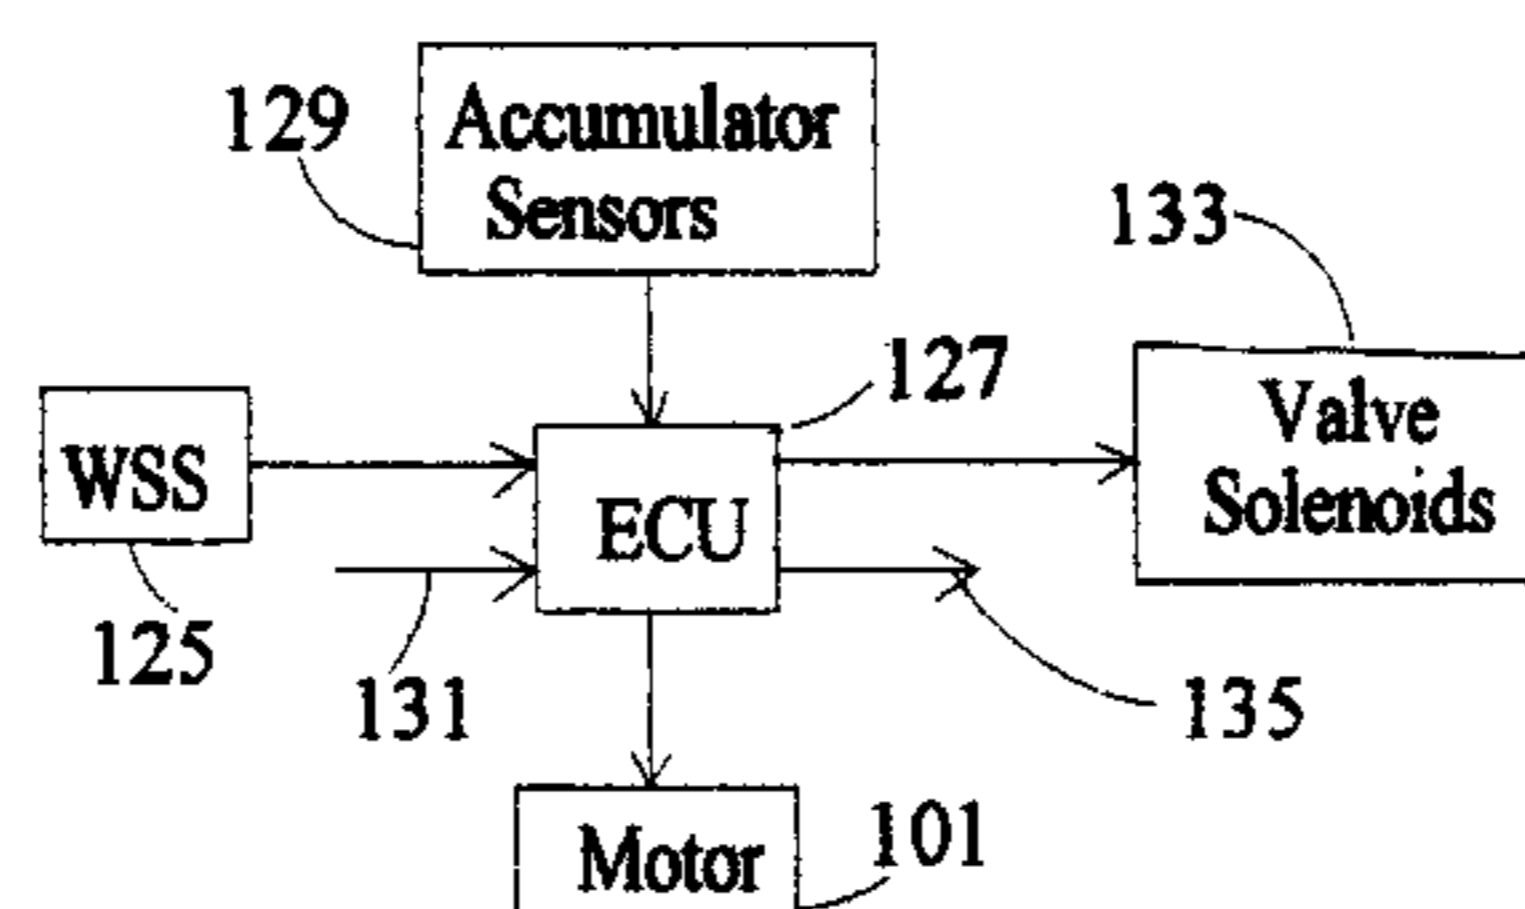 129
Accumulator
Sensors
133
127
Valve
Solenoids
WSS
ECU
125
131
135
Motor
101